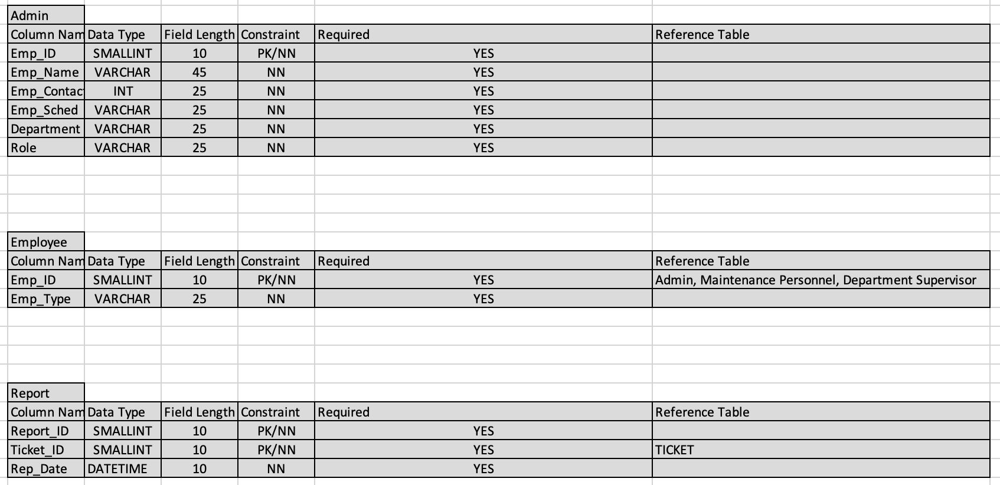 Admin
Column Nam Data Type Field Length Constraint Required Reference Table
Emp_ID SMALLINT 10 PK/NN YES
Emp_Name VARCHAR 45 NN YES
Emp_Contact INT 25 NN YES
Emp_Sched VARCHAR 25 NN YES
Department VARCHAR 25 NN YES
Role VARCHAR 25 NN YES
Employee
Column Nam Data Type Field Length Constraint Required Reference Table
Emp_ID SMALLINT 10 PK/NN YES Admin, Maintenance Personnel, Department Supervisor
Emp_Type VARCHAR 25 NN YES
Report
Column Nam Data Type Field Length Constraint Required Reference Table
Report_ID SMALLINT 10 PK/NN YES
Ticket_ID SMALLINT 10 PK/NN YES TICKET
Rep_Date DATETIME 10 NN YES